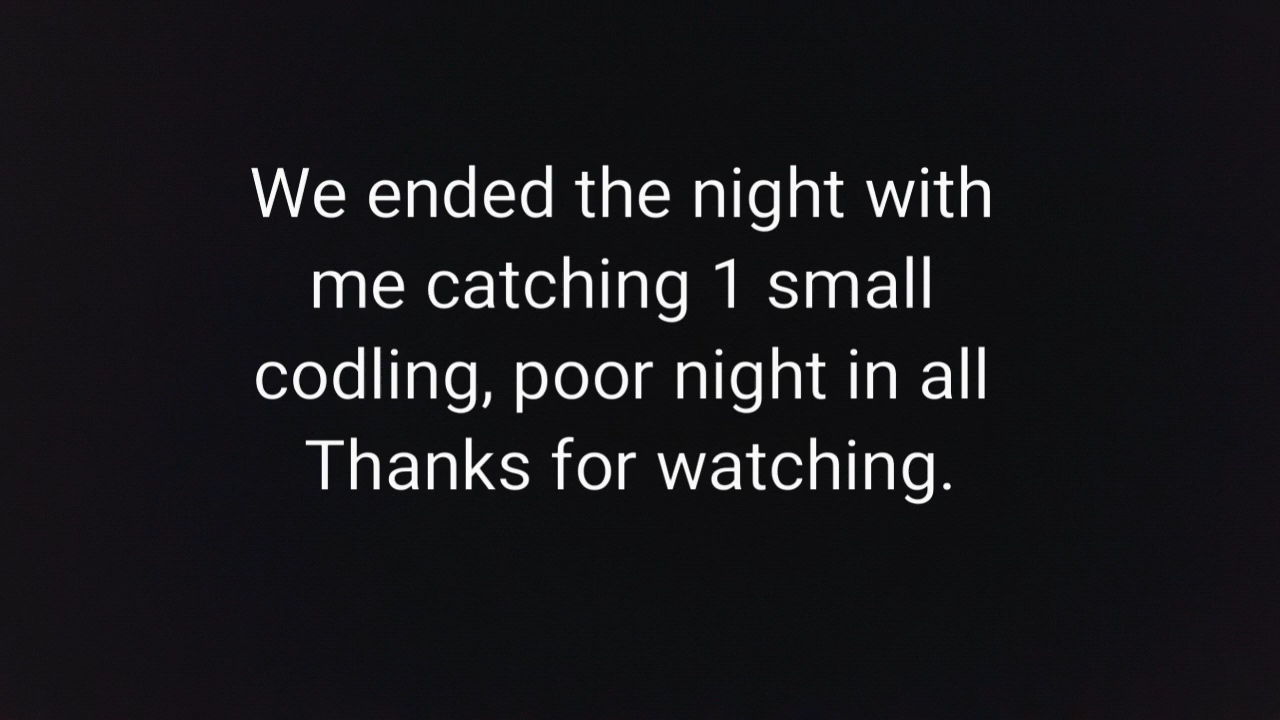 We ended the night with
me catching 1 small
codling, poor night in all
Thanks for watching.